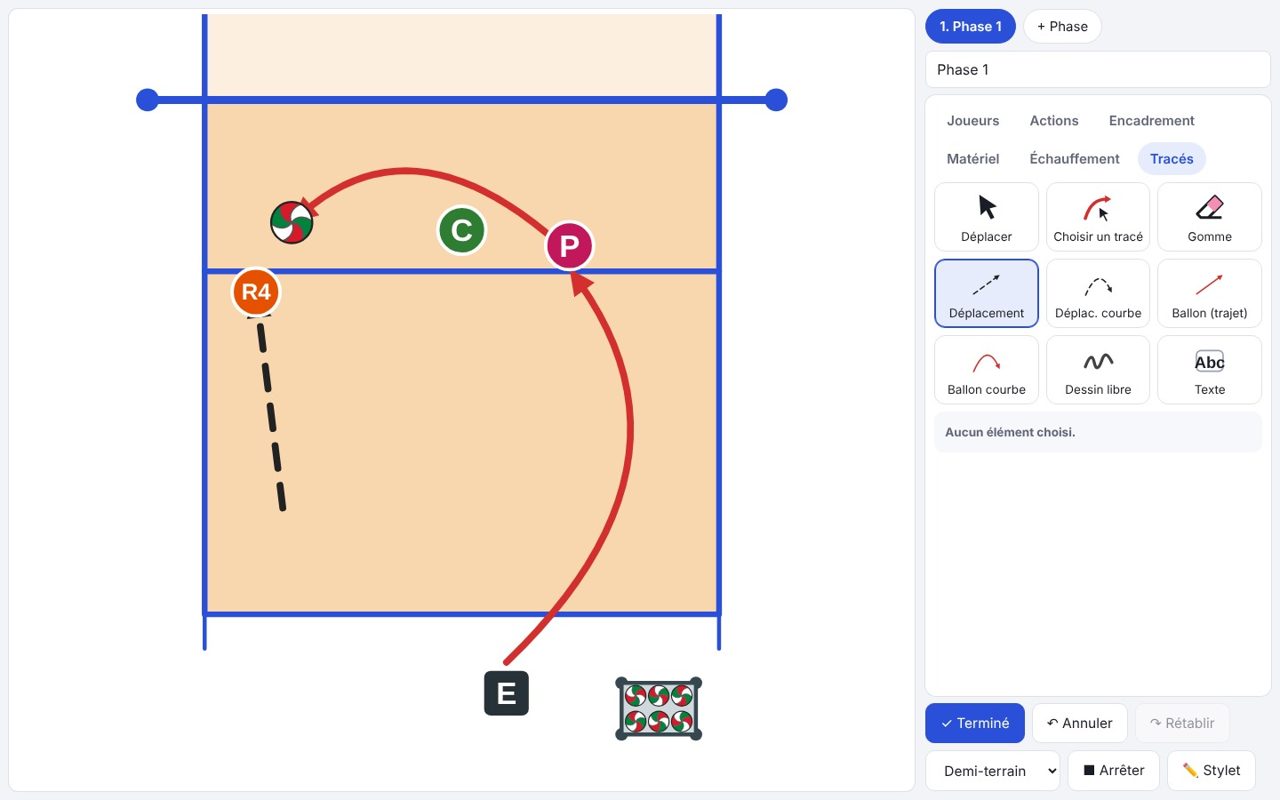 1. Phase 1
+ Phase
Phase 1
Joueurs
Actions
Encadrement
Matériel
Échauffement
Tracés
Déplacer
Choisir un tracé
Gomme
Déplacement
Déplac. courbe
Ballon (trajet)
Ballon courbe
Dessin libre
Abc
Texte
Aucun élément choisi.
✓ Terminé
↶ Annuler
↷ Rétablir
Demi-terrain
Arrêter
Stylet
C
P
R4
E